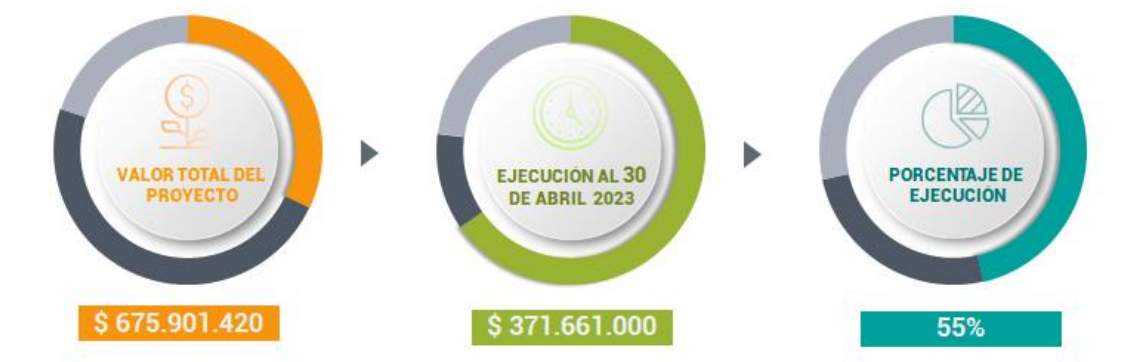 $
VALOR TOTAL DEL
PROYECTO
$ 675.901.420
EJECUCIÓN AL 30
DE ABRIL 2023
$ 371.661.000
PORCENTAJE DE
EJECUCIÓN
55%